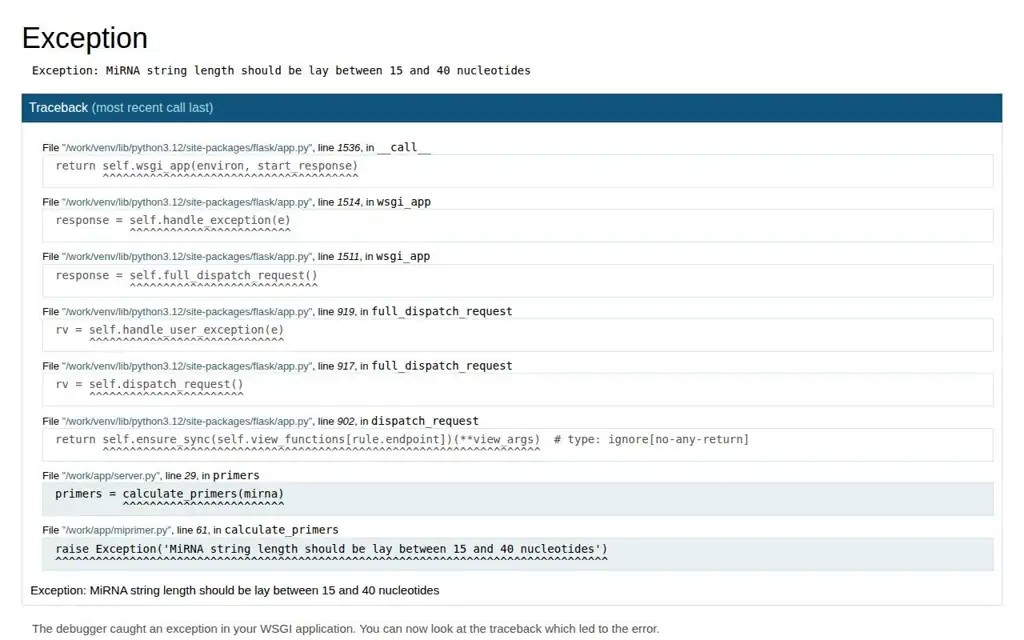 Exception
Exception: MiRNA string length should be lay between 15 and 40 nucleotides
Traceback (most recent call last)
File "/work/venv/lib/python3.12/site-packages/flask/app.py", line 1536, in __call__
return self.wsgi_app(environ, start_response)
^^^^^^^^^^^^^^^^^^^^^^^^^^^^^^^^^^^^^^
File "/work/venv/lib/python3.12/site-packages/flask/app.py", line 1514, in wsgi_app
response = self.handle_exception(e)
^^^^^^^^^^^^^^^^^^^^^^^^
File "/work/venv/lib/python3.12/site-packages/flask/app.py", line 1511, in wsgi_app
response = self.full_dispatch_request()
^^^^^^^^^^^^^^^^^^^^^^^^^^^^
File "/work/venv/lib/python3.12/site-packages/flask/app.py", line 919, in full_dispatch_request
rv = self.handle_user_exception(e)
^^^^^^^^^^^^^^^^^^^^^^^^^^^^^
File "/work/venv/lib/python3.12/site-packages/flask/app.py", line 917, in full_dispatch_request
rv = self.dispatch_request()
^^^^^^^^^^^^^^^^^^^^^^^
File "/work/venv/lib/python3.12/site-packages/flask/app.py", line 902, in dispatch_request
return self.ensure_sync(self.view_functions[rule.endpoint])(**view_args)  # type: ignore[no-any-return]
^^^^^^^^^^^^^^^^^^^^^^^^^^^^^^^^^^^^^^^^^^^^^^^^^^^^^^^^^^^^^^^^^
File "/work/app/server.py", line 29, in primers
primers = calculate_primers(mirna)
^^^^^^^^^^^^^^^^^^^^^^^^
File "/work/app/miprimer.py", line 61, in calculate_primers
raise Exception('MiRNA string length should be lay between 15 and 40 nucleotides')
^^^^^^^^^^^^^^^^^^^^^^^^^^^^^^^^^^^^^^^^^^^^^^^^^^^^^^^^^^^^^^^^^^^^^^^^^^^^^^^^^^
Exception: MiRNA string length should be lay between 15 and 40 nucleotides
The debugger caught an exception in your WSGI application. You can now look at the traceback which led to the error.